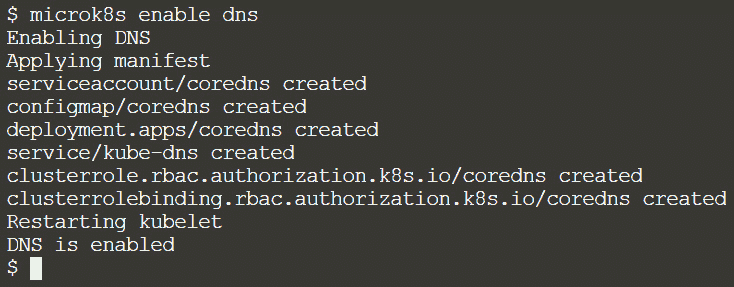 $ microk8s enable dns
Enabling DNS
Applying manifest
serviceaccount/coredns created
configmap/coredns created
deployment.apps/coredns created
service/kube-dns created
clusterrole.rbac.authorization.k8s.io/coredns created
clusterrolebinding.rbac.authorization.k8s.io/coredns created
Restarting kubelet
DNS is enabled
$